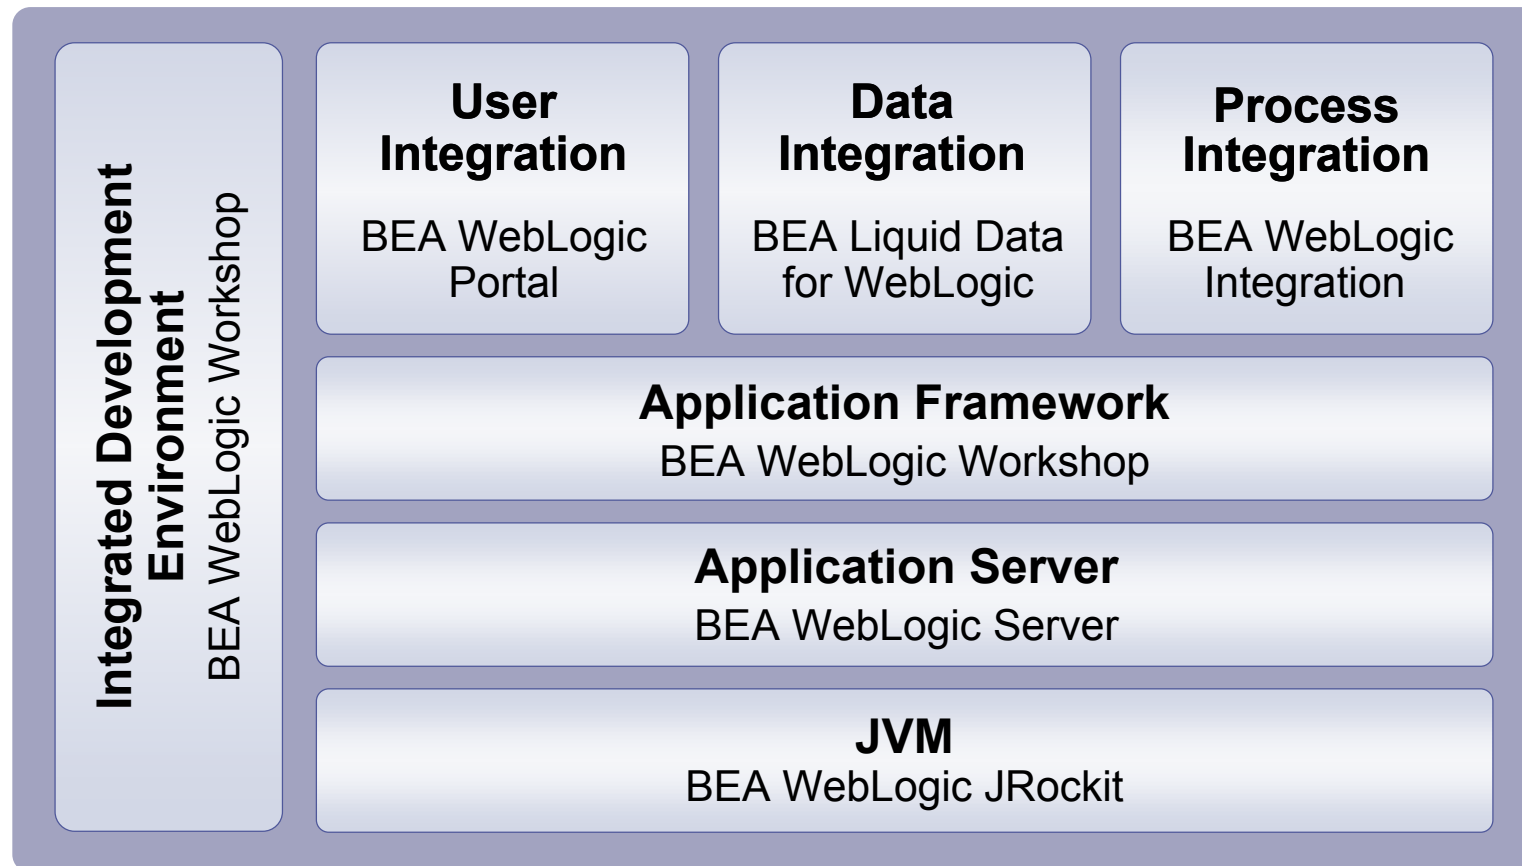 Integrated Development
Environment
BEA WebLogic Workshop
User
Integration
BEA WebLogic
Portal
Data
Integration
BEA Liquid Data
for WebLogic
Process
Integration
BEA WebLogic
Integration
Application Framework
BEA WebLogic Workshop
Application Server
BEA WebLogic Server
JVM
BEA WebLogic JRockit